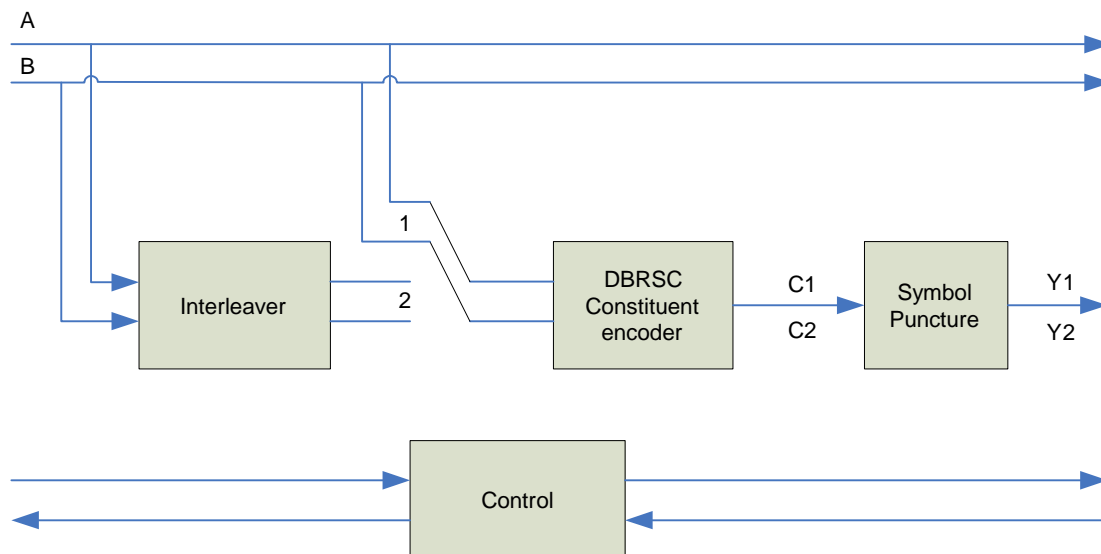 A
B
1
Interleaver
2
DBRSC
Constituent
encoder
C1
C2
Symbol
Puncture
Y1
Y2
Control